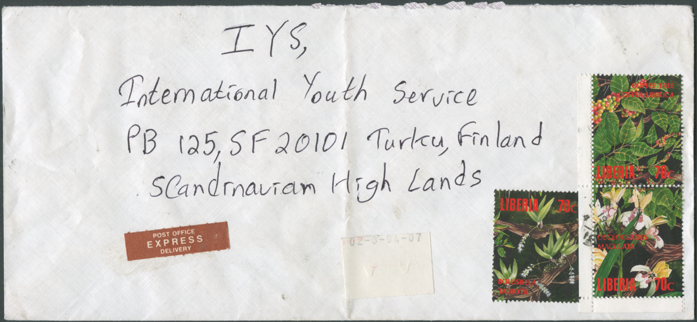 IYS,
International Youth Service
PB 125, SF 20101 Turku, Finland
Scandinavian High Lands
POST OFFICE
EXPRESS
DELIVERY
LIBERIA 70c
LIBERIA 70c
70c